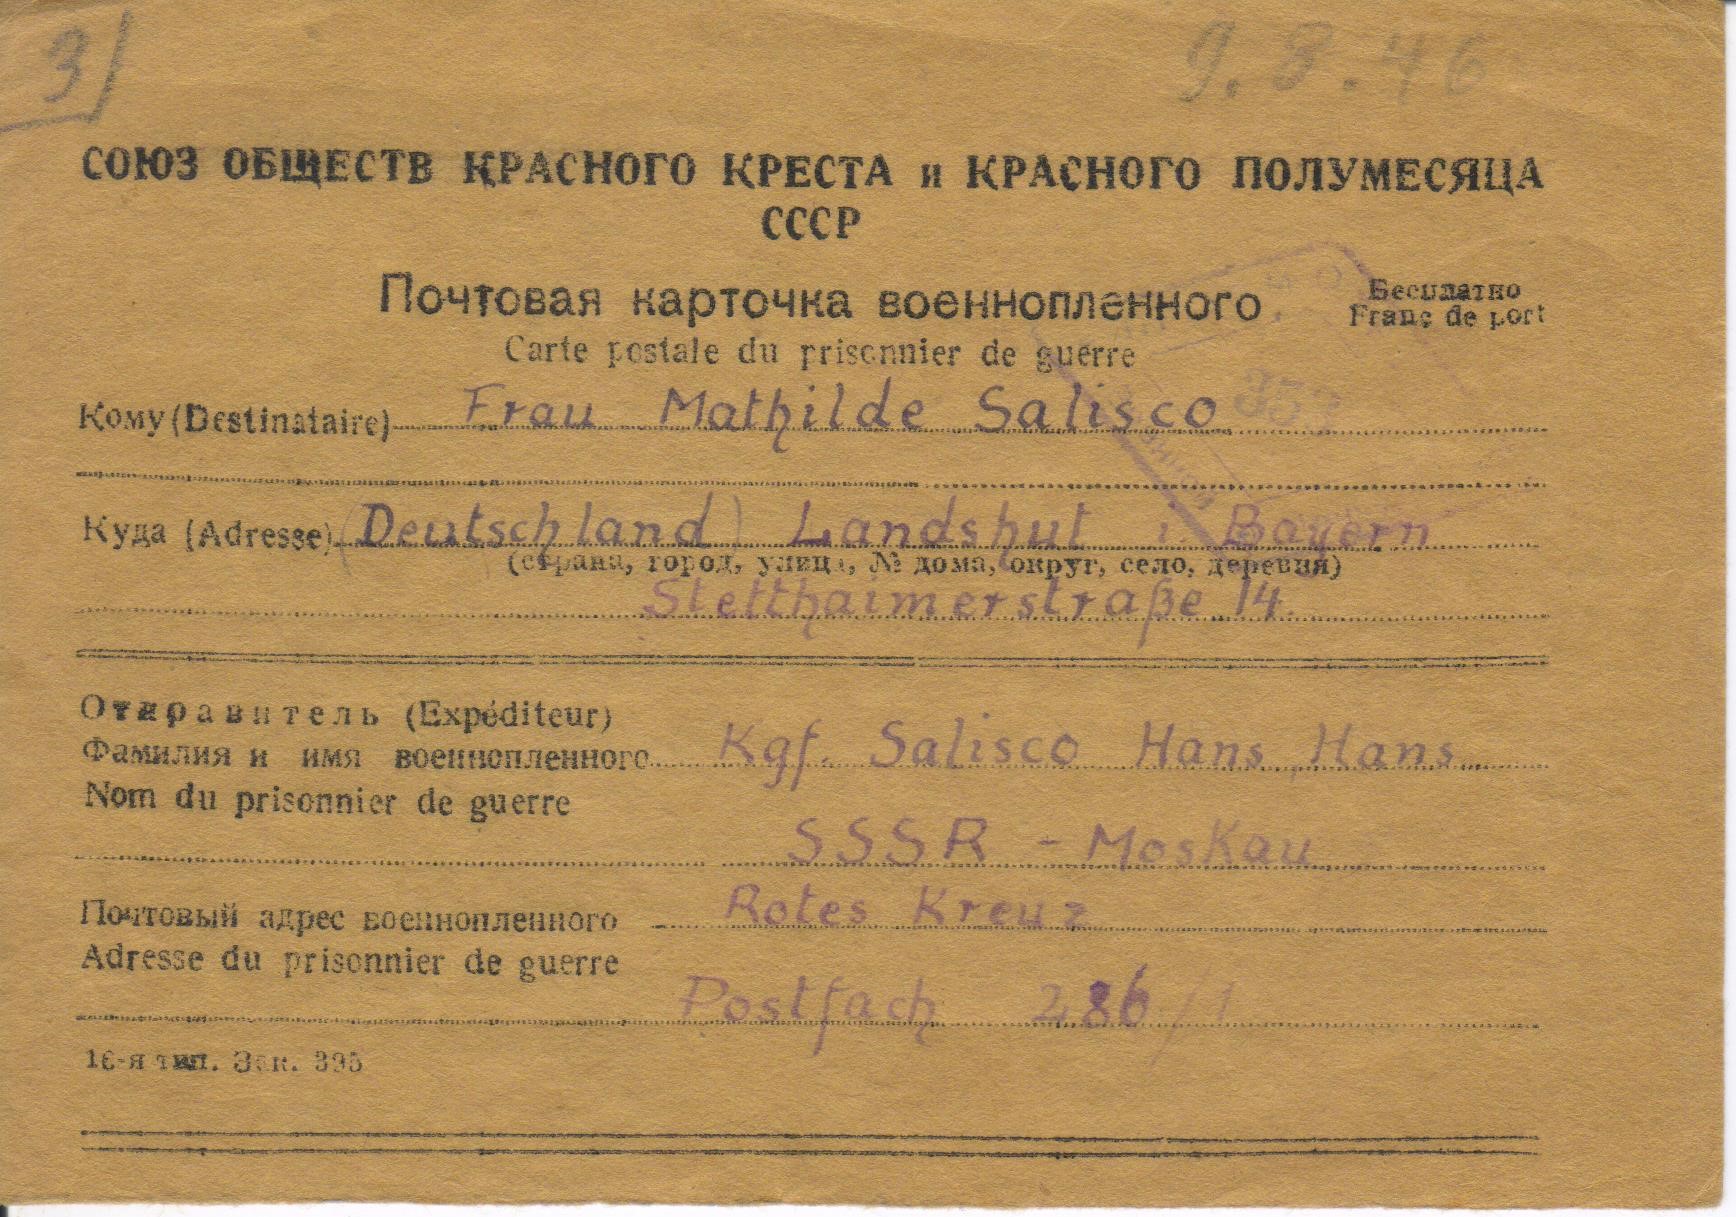 3
9.8.46
СОЮЗ ОБЩЕСТВ КРАСНОГО КРЕСТА и КРАСНОГО ПОЛУМЕСЯЦА
СССР
Почтовая карточка военнопленного
Бесплатно
Franc de port
Carte postale du prisonnier de guerre
Кому (Destinataire) Frau Mathilde Salisco
Куда (Adresse) (Deutschland) Landshut i. Bayern
(страна, город, улица, № дома, округ, село, деревня)
Stetthaimerstraße 14.
Отправитель (Expéditeur)
Фамилия и имя военнопленного Kgf. Salisco Hans, Hans
Nom du prisonnier de guerre
SSSR - Moskau
Почтовый адрес военнопленного Rotes Kreuz
Adresse du prisonnier de guerre
Postfach 286/1
16-я тип. Зак. 395